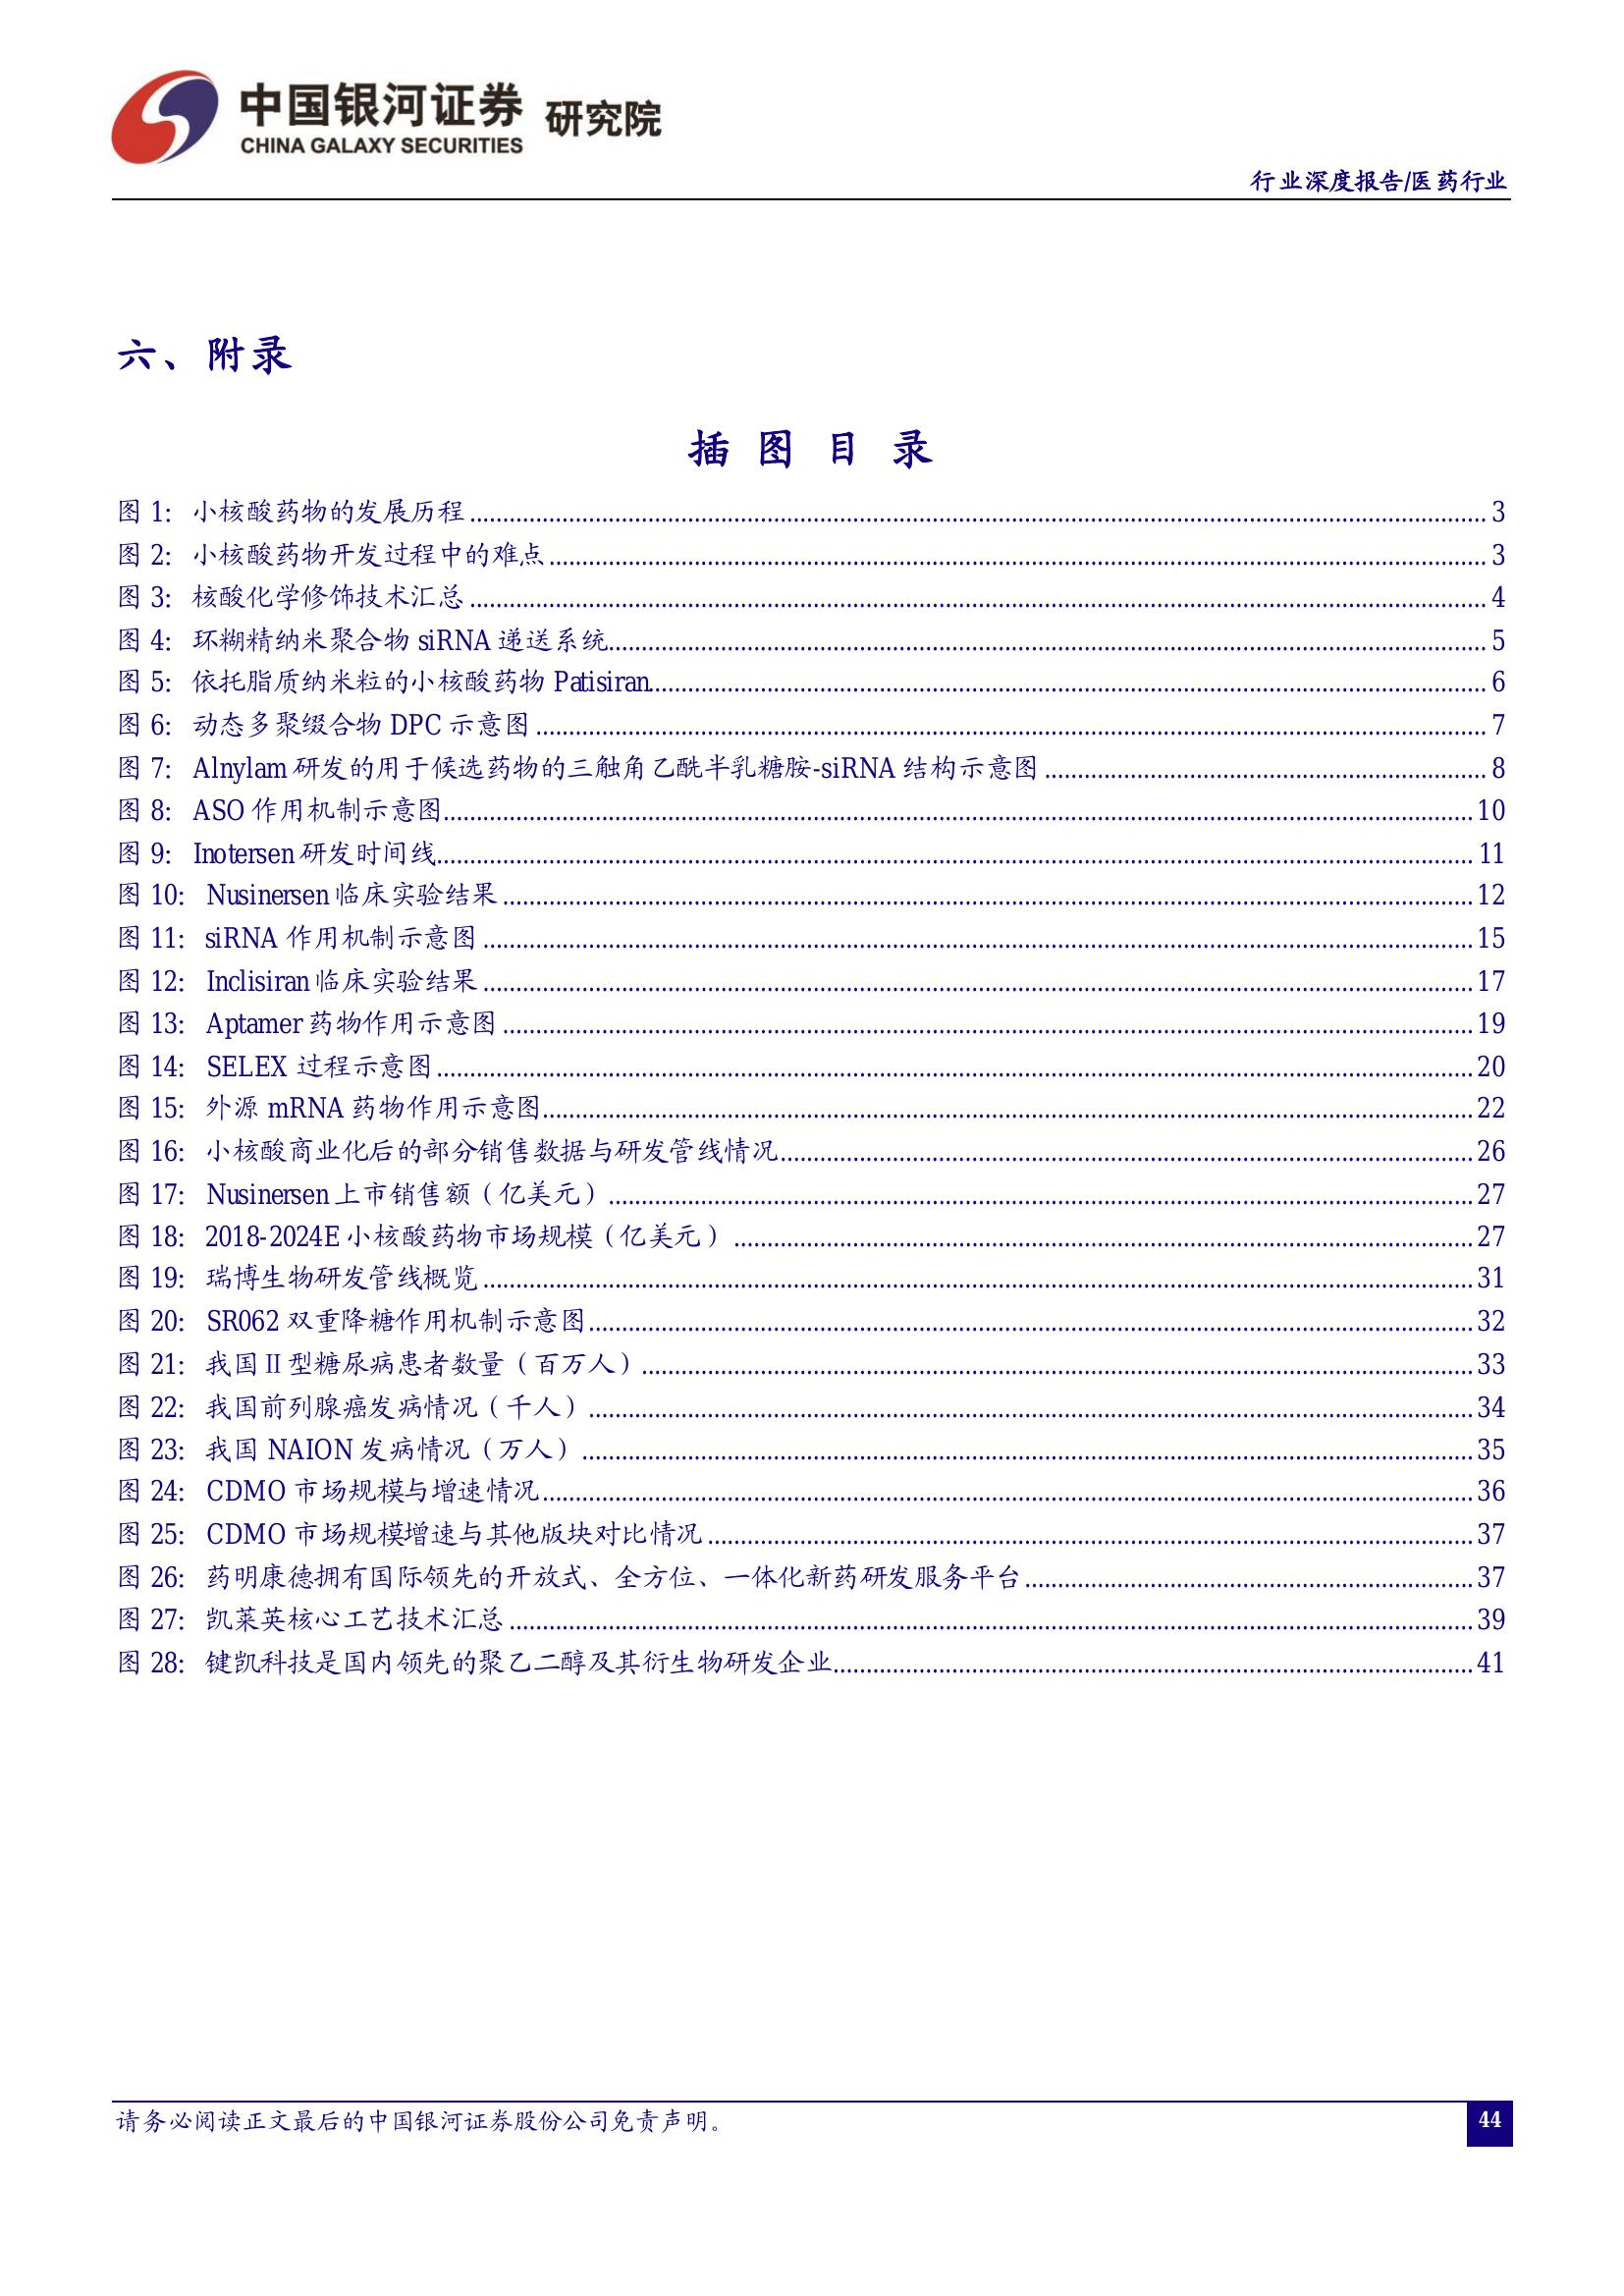 中国银河证券 研究院
CHINA GALAXY SECURITIES
行业深度报告/医药行业
六、附录
插 图 目 录
图 1: 小核酸药物的发展历程 3
图 2: 小核酸药物开发过程中的难点 3
图 3: 核酸化学修饰技术汇总 4
图 4: 环糊精纳米聚合物 siRNA 递送系统 5
图 5: 依托脂质纳米粒的小核酸药物 Patisiran 6
图 6: 动态多聚缀合物 DPC 示意图 7
图 7: Alnylam 研发的用于候选药物的三触角乙酰半乳糖胺-siRNA 结构示意图 8
图 8: ASO 作用机制示意图 10
图 9: Inotersen 研发时间线 11
图 10: Nusinersen 临床实验结果 12
图 11: siRNA 作用机制示意图 15
图 12: Inclisiran 临床实验结果 17
图 13: Aptamer 药物作用示意图 19
图 14: SELEX 过程示意图 20
图 15: 外源 mRNA 药物作用示意图 22
图 16: 小核酸商业化后的部分销售数据与研发管线情况 26
图 17: Nusinersen 上市销售额（亿美元） 27
图 18: 2018-2024E 小核酸药物市场规模（亿美元） 27
图 19: 瑞博生物研发管线概览 31
图 20: SR062 双重降糖作用机制示意图 32
图 21: 我国 II 型糖尿病患者数量（百万人） 33
图 22: 我国前列腺癌发病情况（千人） 34
图 23: 我国 NAION 发病情况（万人） 35
图 24: CDMO 市场规模与增速情况 36
图 25: CDMO 市场规模增速与其他版块对比情况 37
图 26: 药明康德拥有国际领先的开放式、全方位、一体化新药研发服务平台 37
图 27: 凯莱英核心工艺技术汇总 39
图 28: 键凯科技是国内领先的聚乙二醇及其衍生物研发企业 41
请务必阅读正文最后的中国银河证券股份公司免责声明。
44